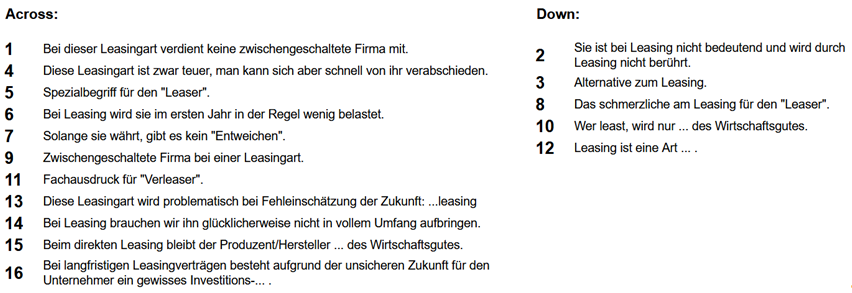 Across:
1 Bei dieser Leasingart verdient keine zwischengeschaltete Firma mit.
4 Diese Leasingart ist zwar teuer, man kann sich aber schnell von ihr verabschieden.
5 Spezialbegriff für den "Leaser".
6 Bei Leasing wird sie im ersten Jahr in der Regel wenig belastet.
7 Solange sie währt, gibt es kein "Entweichen".
9 Zwischengeschaltete Firma bei einer Leasingart.
11 Fachausdruck für "Verleaser".
13 Diese Leasingart wird problematisch bei Fehleinschätzung der Zukunft: ...leasing
14 Bei Leasing brauchen wir ihn glücklicherweise nicht in vollem Umfang aufbringen.
15 Beim direkten Leasing bleibt der Produzent/Hersteller ... des Wirtschaftsgutes.
16 Bei langfristigen Leasingverträgen besteht aufgrund der unsicheren Zukunft für den
Unternehmer ein gewisses Investitions-... .
Down:
2 Sie ist bei Leasing nicht bedeutend und wird durch
Leasing nicht berührt.
3 Alternative zum Leasing.
8 Das schmerzliche am Leasing für den "Leaser".
10 Wer least, wird nur ... des Wirtschaftsgutes.
12 Leasing ist eine Art ... .